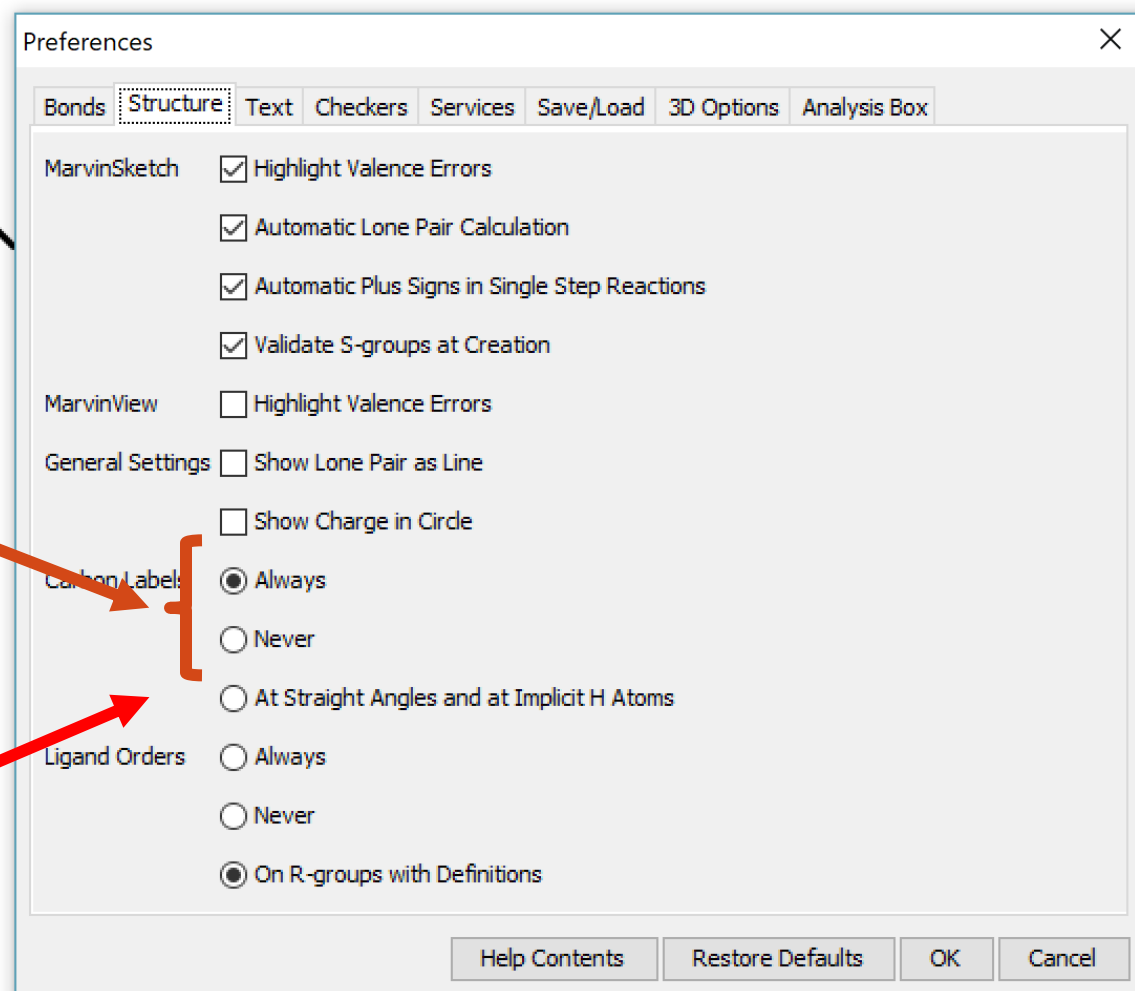 Preferences
Bonds Structure Text Checkers Services Save/Load 3D Options Analysis Box
MarvinSketch Highlight Valence Errors
Automatic Lone Pair Calculation
Automatic Plus Signs in Single Step Reactions
Validate S-groups at Creation
MarvinView Highlight Valence Errors
General Settings Show Lone Pair as Line
Show Charge in Circle
Carbon Labels Always
Never
At Straight Angles and at Implicit H Atoms
Ligand Orders Always
Never
On R-groups with Definitions
Help Contents Restore Defaults OK Cancel